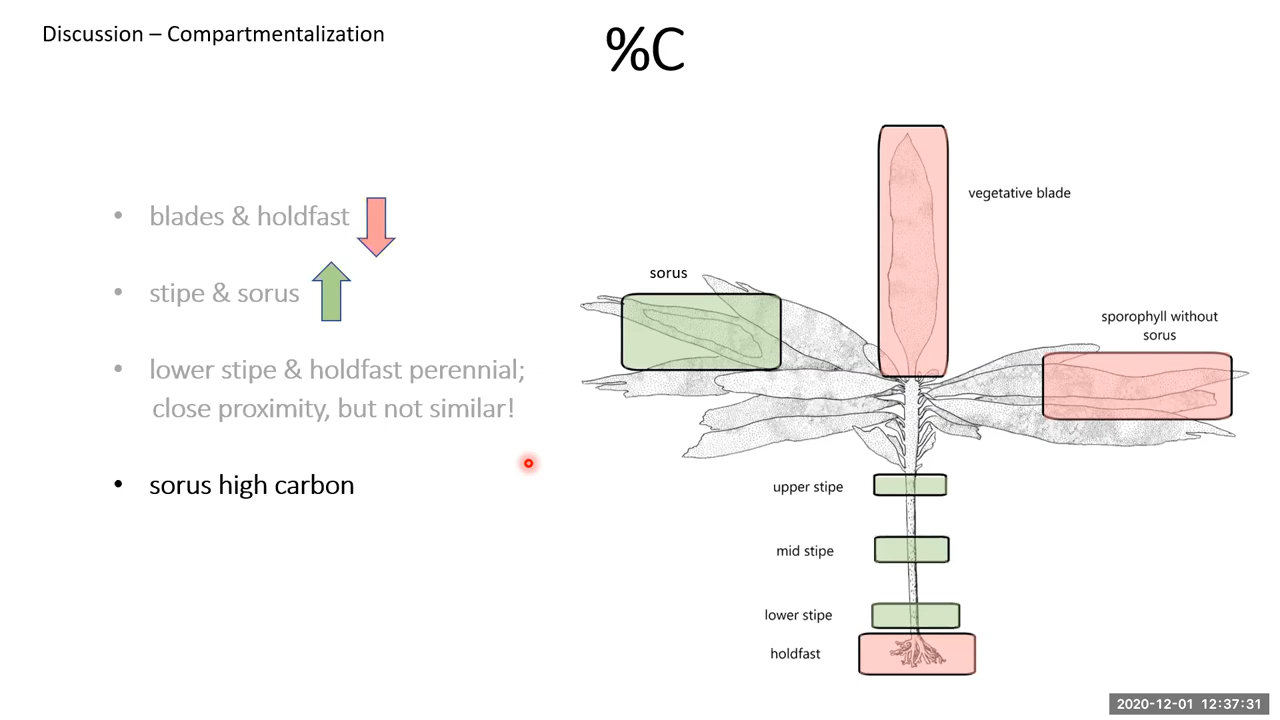 Discussion – Compartmentalization
%C
• blades & holdfast
• stipe & sorus
• lower stipe & holdfast perennial;
close proximity, but not similar!
• sorus high carbon
vegetative blade
sorus
sporophyll without
sorus
upper stipe
mid stipe
lower stipe
holdfast
2020-12-01 12:37:31